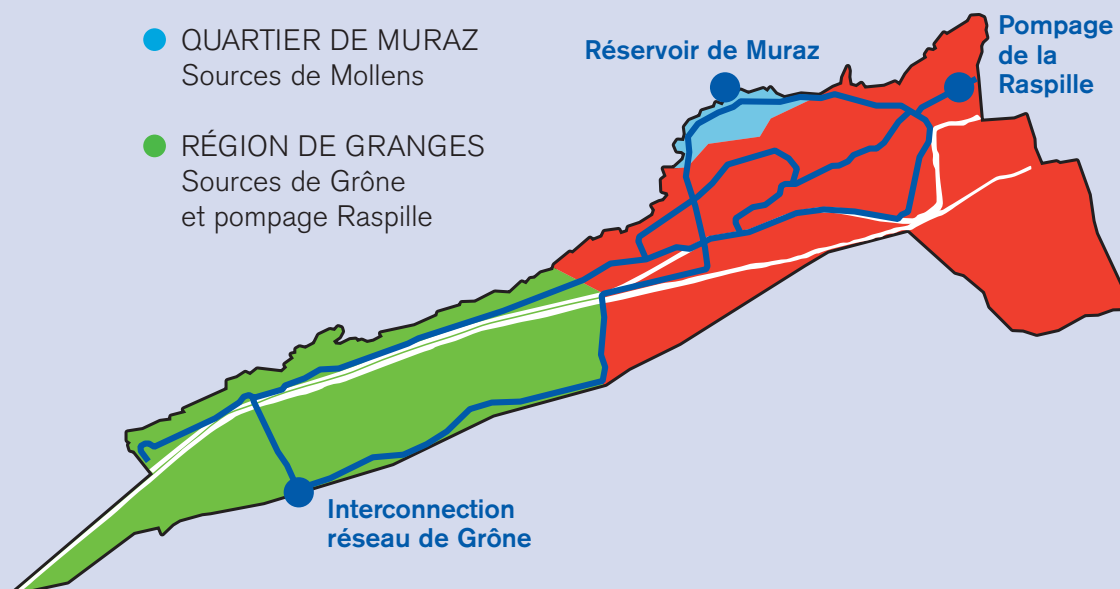 QUARTIER DE MURAZ
Sources de Mollens
RÉGION DE GRANGES
Sources de Grône
et pompage Raspille
Réservoir de Muraz
Pompage
de la
Raspille
Interconnection
réseau de Grône